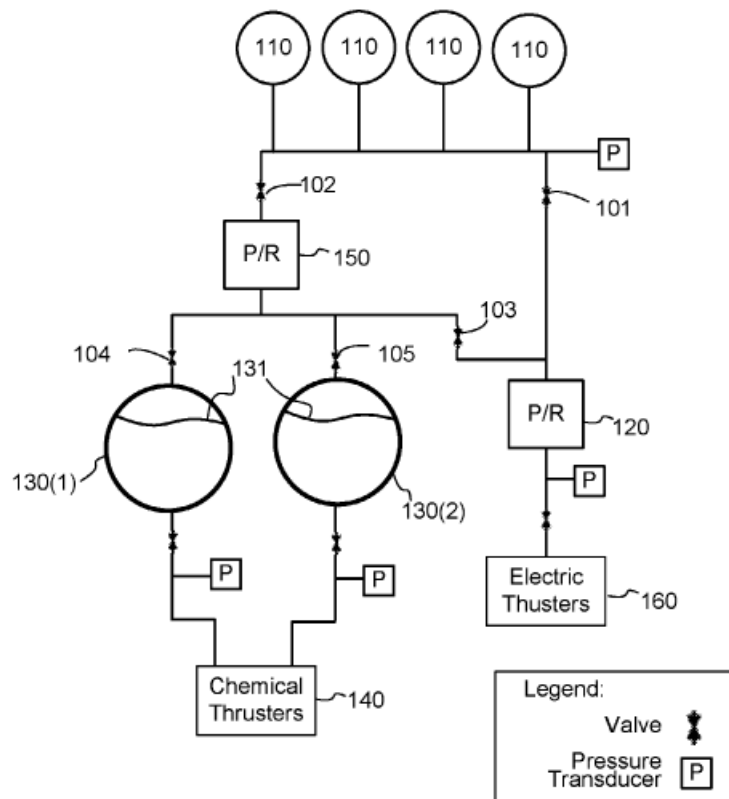 110 110 110 110
P
102
101
P/R
150
103
104
105
131
P/R
120
130(1)
P
130(2)
P
P
Electric
Thusters
160
Chemical
Thrusters
140
Legend:
Valve
Pressure
Transducer
P